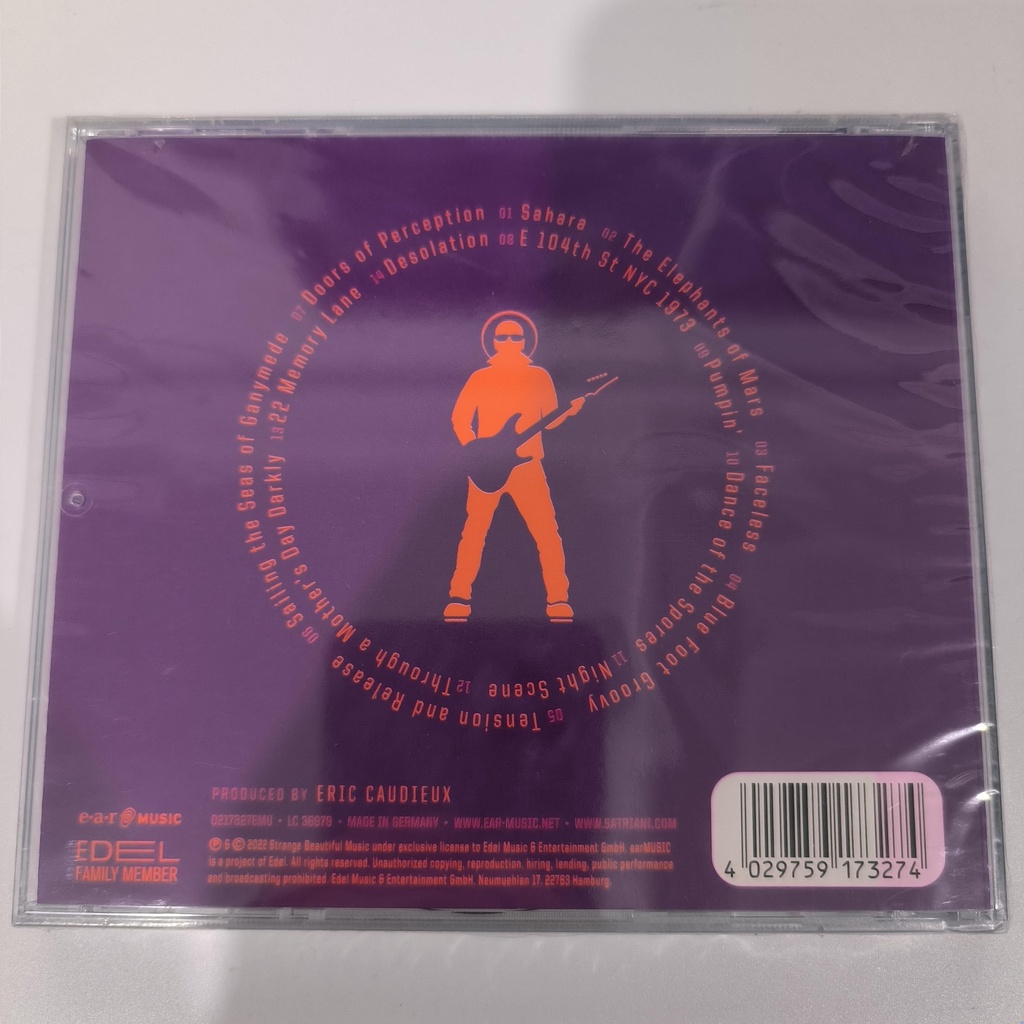 01 Sahara 02 The Elephants of Mars 03 Faceless 04 Blue Foot Groovy 05 Tension and Release 06 Sailing the Seas of Ganymede 07 Doors of Perception
08 E 104th St NYC 1973 09 Pumpin' 10 Dance of the Spores 11 Night Scene 12 Through a Mother's Day Darkly 13 22 Memory Lane 14 Desolation
PRODUCED BY ERIC CAUDIEUX
0217327EMU • LC 36979 • MADE IN GERMANY • WWW.EAR-MUSIC.NET • WWW.SATRIANI.COM
℗ & © 2022 Strange Beautiful Music under exclusive license to Edel Music & Entertainment GmbH. earMUSIC
is a project of Edel. All rights reserved. Unauthorized copying, reproduction, hiring, lending, public performance
and broadcasting prohibited. Edel Music & Entertainment GmbH, Neumuehlen 17, 22763 Hamburg.
e·a·r MUSIC
EDEL
FAMILY MEMBER
4 029759 173274